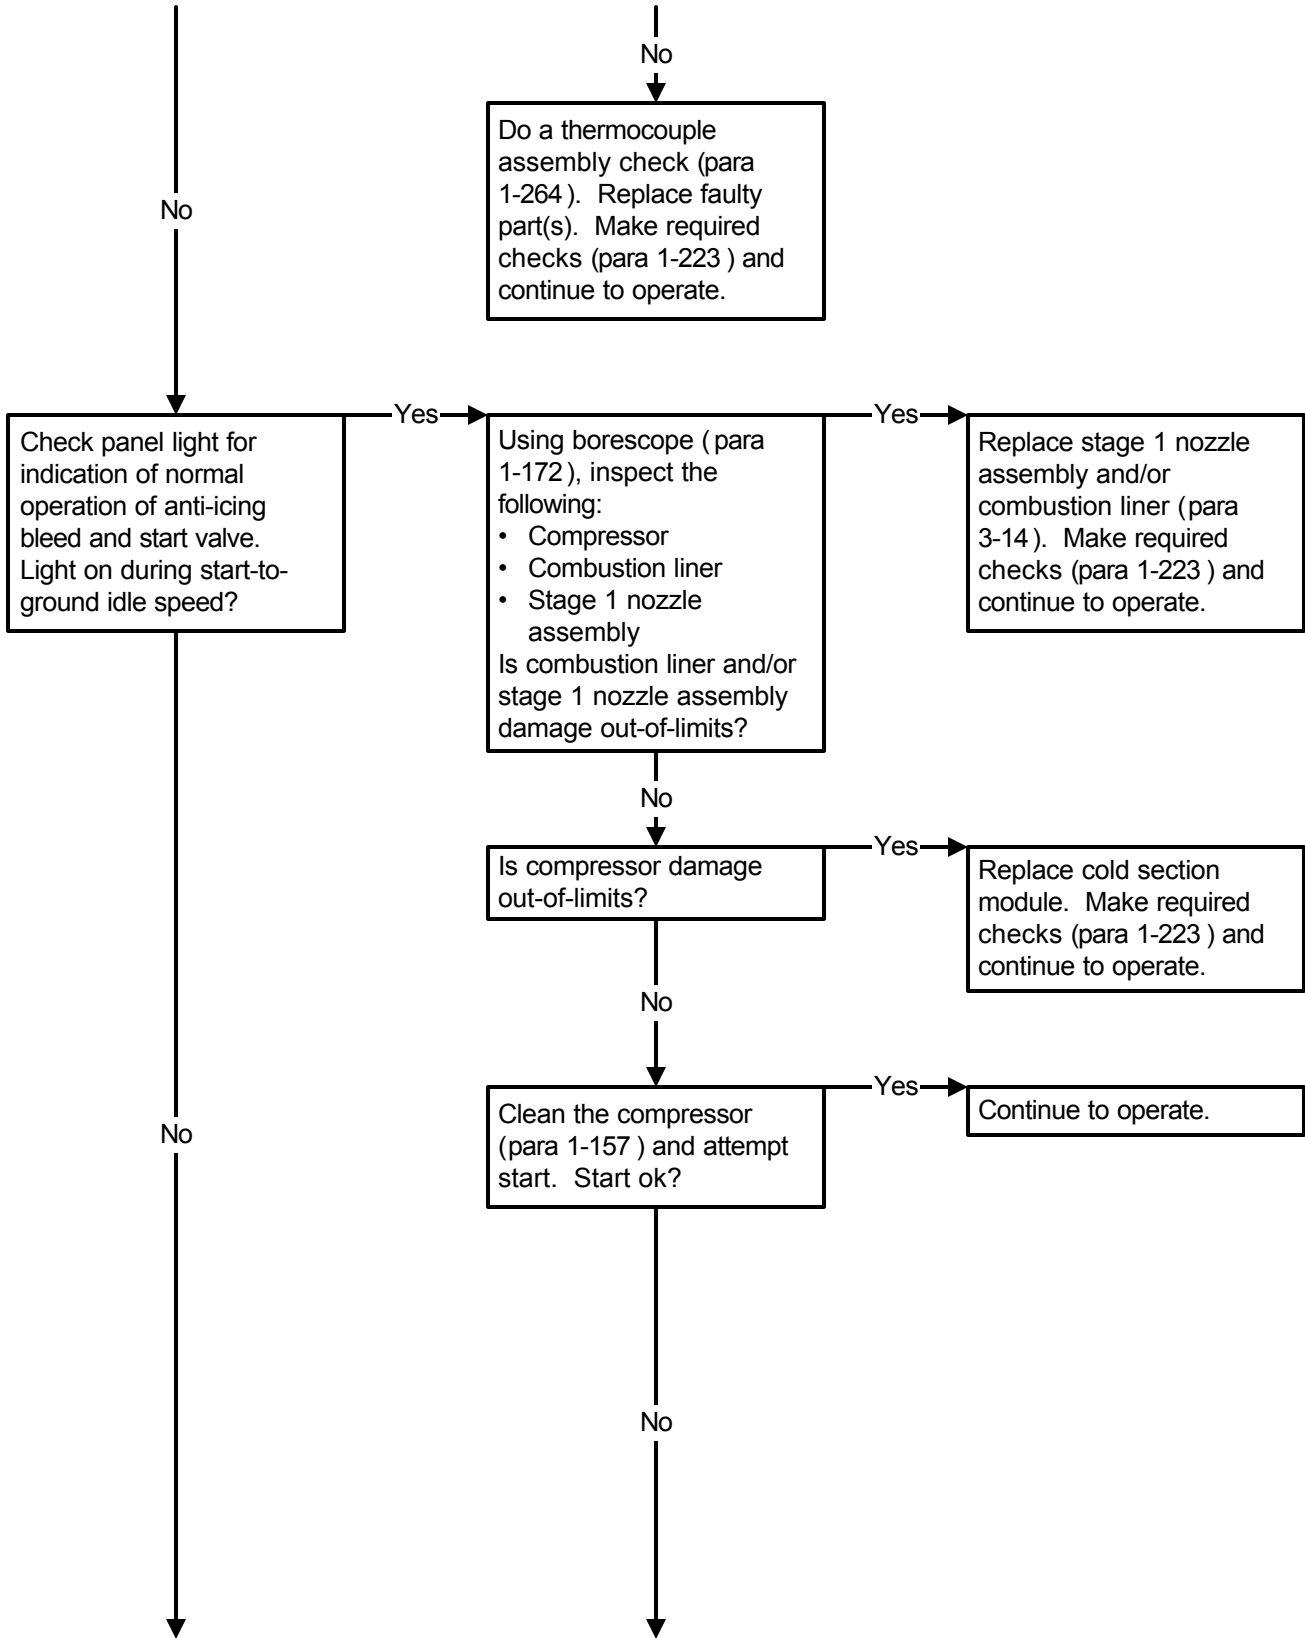 No
Do a thermocouple
assembly check (para
1-264 ).  Replace faulty
part(s).  Make required
checks (para 1-223 ) and
continue to operate.
No
Check panel light for
indication of normal
operation of anti-icing
bleed and start valve.
Light on during start-to-
ground idle speed?
Yes
Using borescope ( para
1-172 ), inspect the
following:
• Compressor
• Combustion liner
• Stage 1 nozzle
assembly
Is combustion liner and/or
stage 1 nozzle assembly
damage out-of-limits?
Yes
Replace stage 1 nozzle
assembly and/or
combustion liner (para
3-14 ).  Make required
checks (para 1-223 ) and
continue to operate.
No
Is compressor damage
out-of-limits?
Yes
Replace cold section
module.  Make required
checks (para 1-223 ) and
continue to operate.
No
Clean the compressor
(para 1-157 ) and attempt
start.  Start ok?
Yes
Continue to operate.
No
No